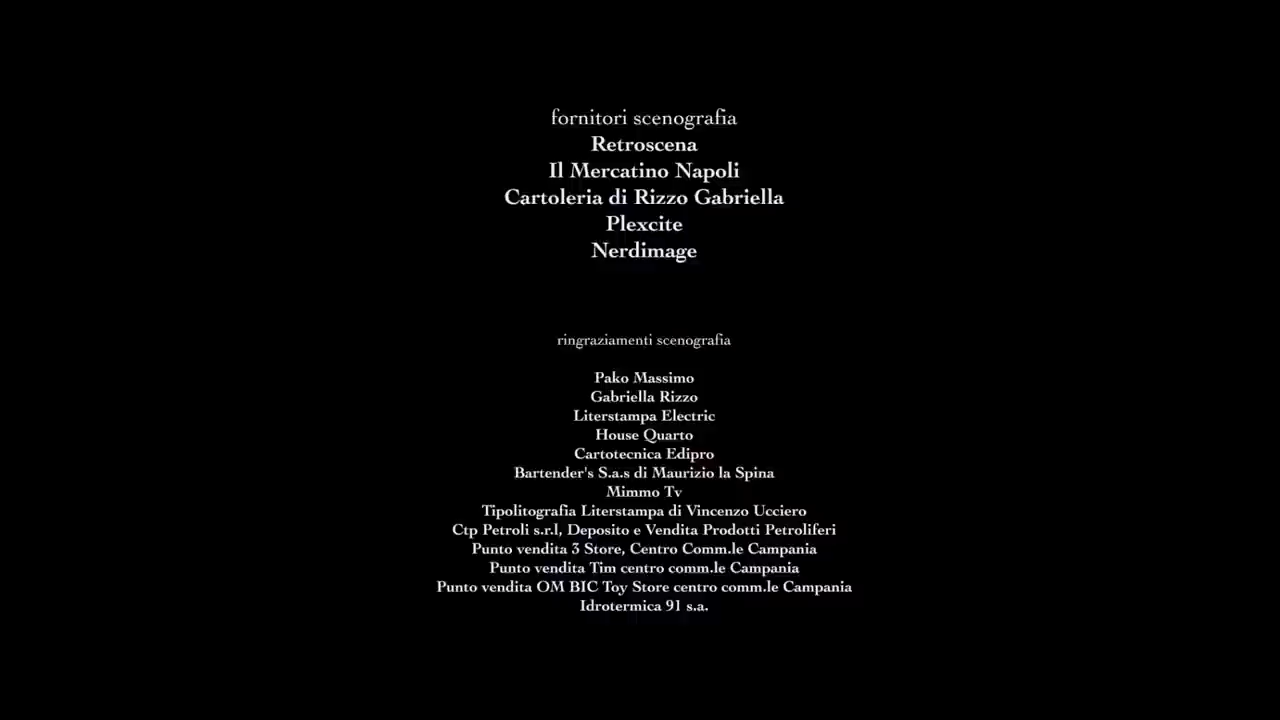 fornitori scenografia
Retroscena
Il Mercatino Napoli
Cartoleria di Rizzo Gabriella
Plexcite
Nerdimage
ringraziamenti scenografia
Pako Massimo
Gabriella Rizzo
Literstampa Electric
House Quarto
Cartotecnica Edipro
Bartender's S.a.s di Maurizio la Spina
Mimmo Tv
Tipolitografia Literstampa di Vincenzo Ucciero
Ctp Petroli s.r.l, Deposito e Vendita Prodotti Petroliferi
Punto vendita 3 Store, Centro Comm.le Campania
Punto vendita Tim centro comm.le Campania
Punto vendita OM BIC Toy Store centro comm.le Campania
Idrotermica 91 s.a.